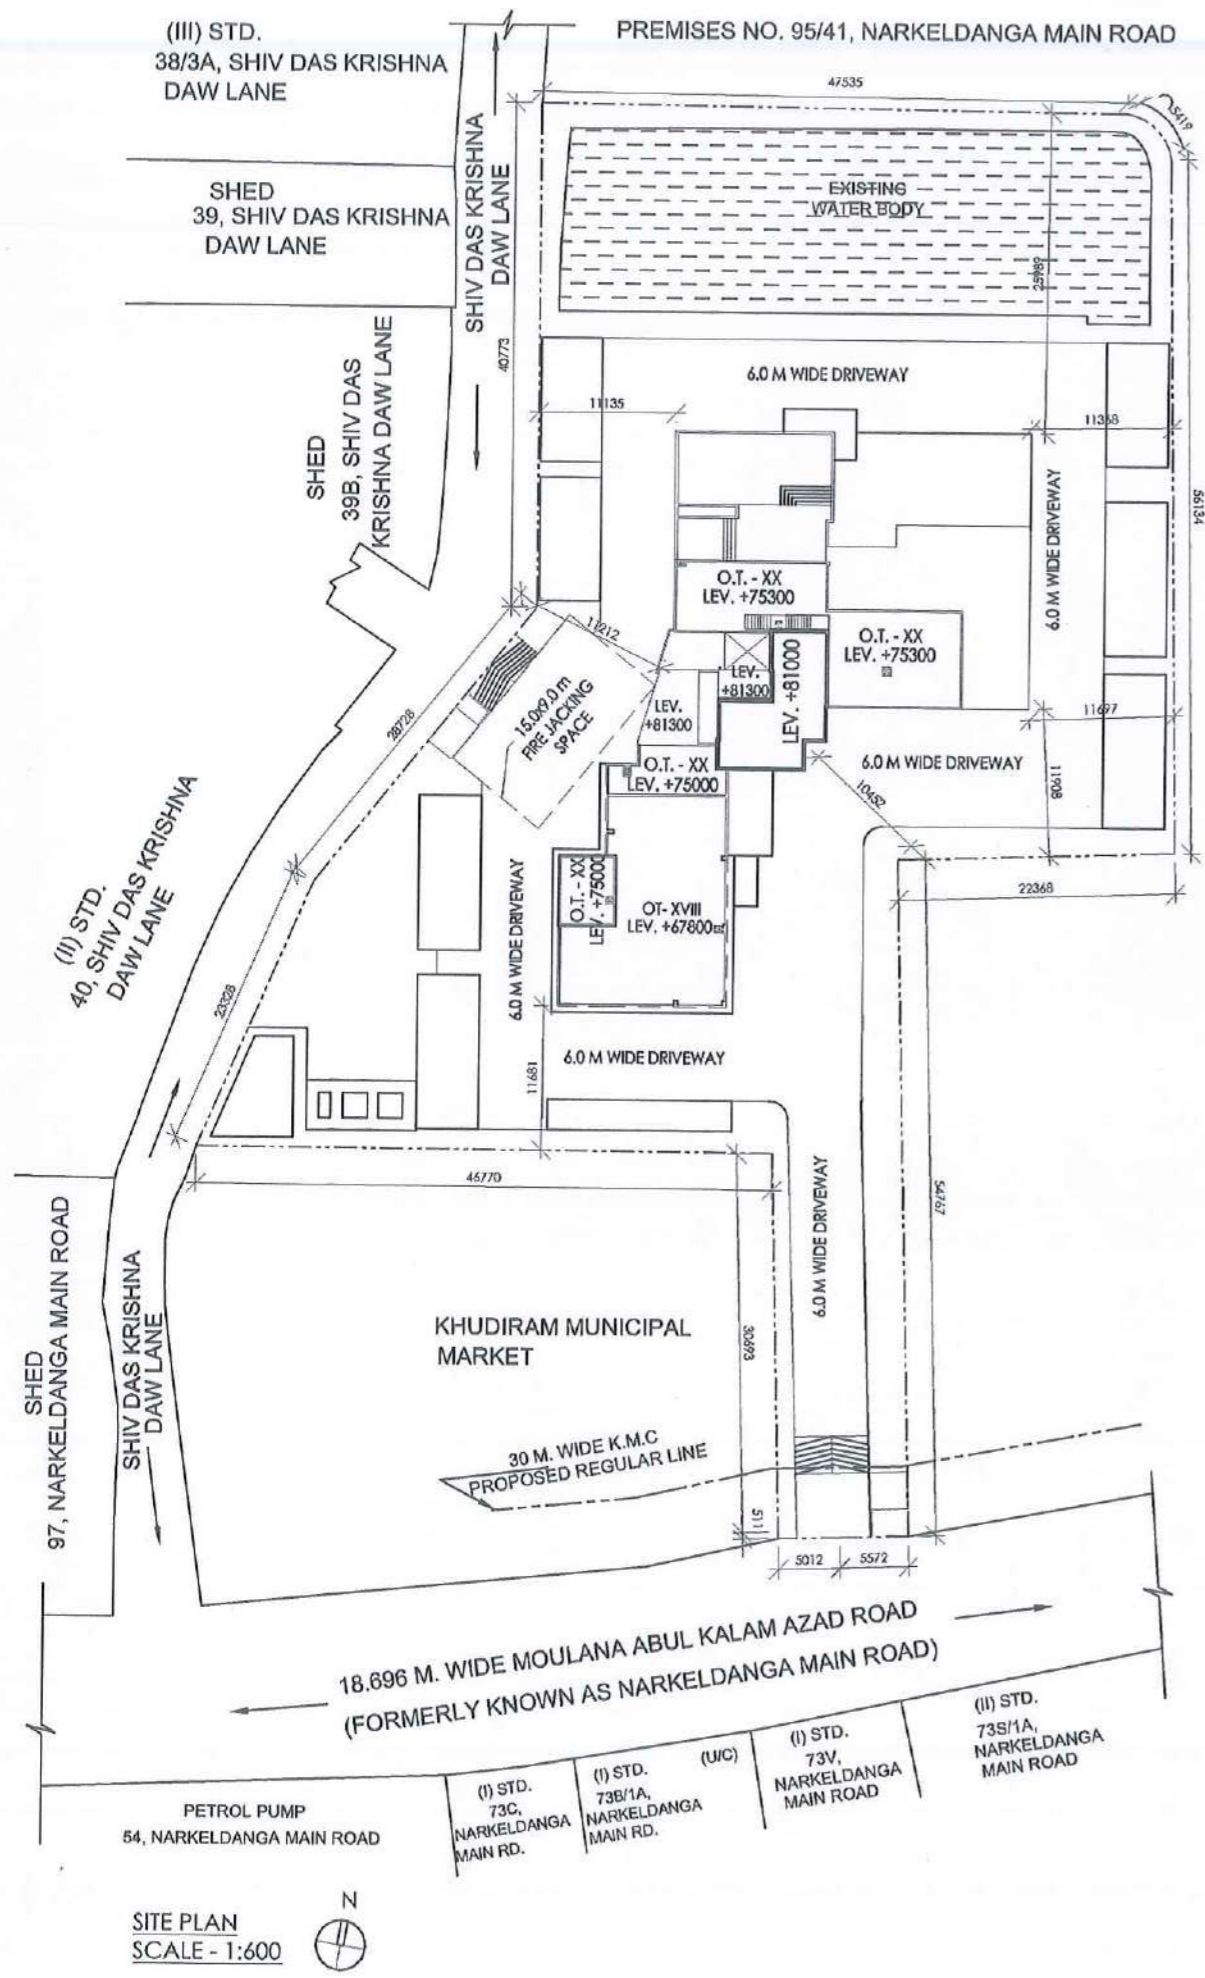 (III) STD.
38/3A, SHIV DAS KRISHNA
DAW LANE
PREMISES NO. 95/41, NARKELDANGA MAIN ROAD
47535
15419
SHIV DAS KRISHNA
DAW LANE
SHED
39, SHIV DAS KRISHNA
DAW LANE
EXISTING
WATER BODY
25989
40773
SHED
39B, SHIV DAS
KRISHNA DAW LANE
6.0 M WIDE DRIVEWAY
11135
11358
56134
6.0 M WIDE DRIVEWAY
O.T. - XX
LEV. +75300
O.T. - XX
LEV. +75300
11212
LEV.
+81300
LEV. +81000
LEV.
+81300
15.0x9.0 m
FIRE JACKING
SPACE
28728
11697
6.0 M WIDE DRIVEWAY
11908
10452
O.T. - XX
LEV. +75000
(II) STD.
40, SHIV DAS KRISHNA
DAW LANE
22368
O.T. - XX
LEV. +75000
OT- XVIII
LEV. +67800
6.0 M WIDE DRIVEWAY
23328
6.0 M WIDE DRIVEWAY
11681
46770
54767
6.0 M WIDE DRIVEWAY
SHED
97, NARKELDANGA MAIN ROAD
SHIV DAS KRISHNA
DAW LANE
KHUDIRAM MUNICIPAL
MARKET
30693
30 M. WIDE K.M.C
PROPOSED REGULAR LINE
511
5012
5572
18.696 M. WIDE MOULANA ABUL KALAM AZAD ROAD
(FORMERLY KNOWN AS NARKELDANGA MAIN ROAD)
PETROL PUMP
54, NARKELDANGA MAIN ROAD
(I) STD.
73C,
NARKELDANGA
MAIN RD.
(I) STD.
73B/1A,
NARKELDANGA
MAIN RD.
(U/C)
(I) STD.
73V,
NARKELDANGA
MAIN ROAD
(II) STD.
73S/1A,
NARKELDANGA
MAIN ROAD
N
SITE PLAN
SCALE - 1:600